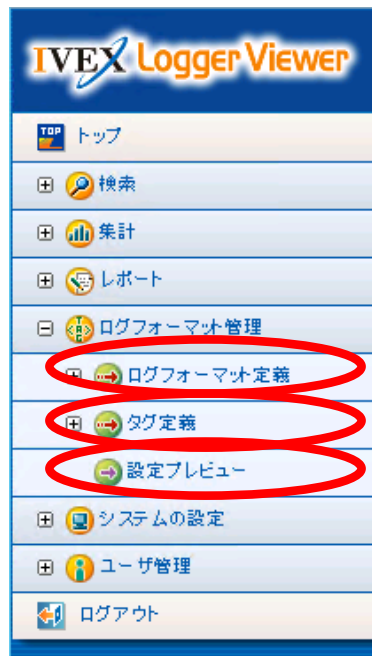 IVEX Logger Viewer
TOP トップ
検索
集計
レポート
ログフォーマット管理
ログフォーマット定義
タグ定義
設定プレビュー
システムの設定
ユーザ管理
ログアウト